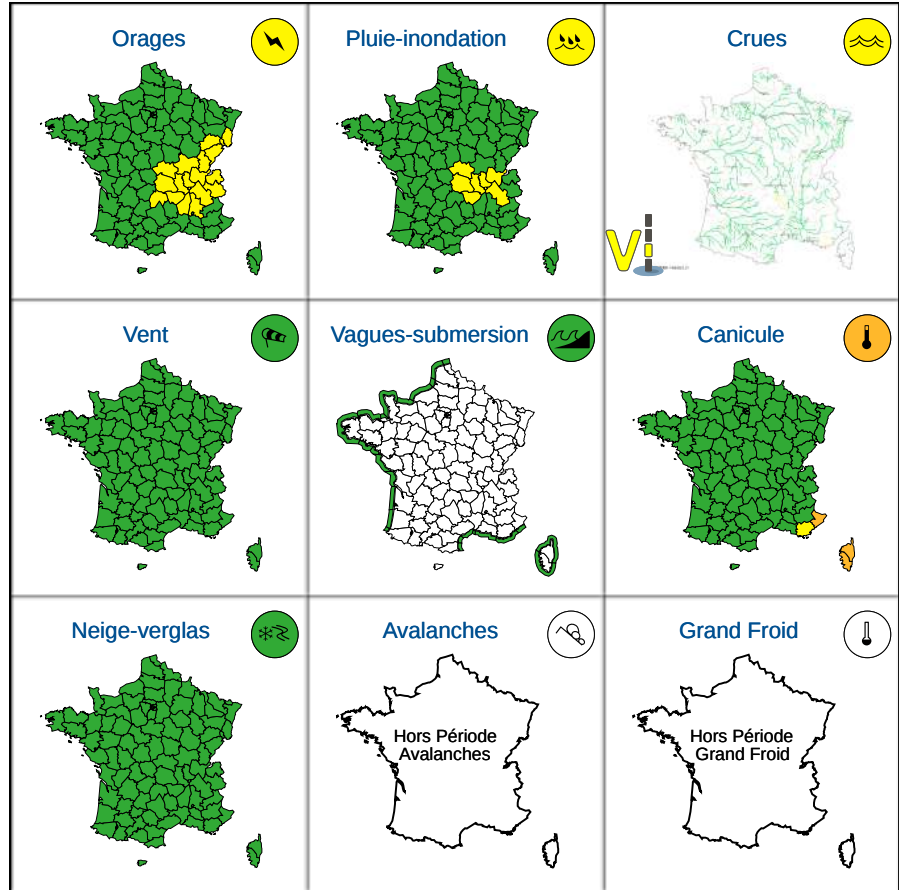 Orages
Pluie-inondation
Crues
Vi
Vent
Vagues-submersion
Canicule
Neige-verglas
Avalanches
Grand Froid
Hors Période
Avalanches
Hors Période
Grand Froid